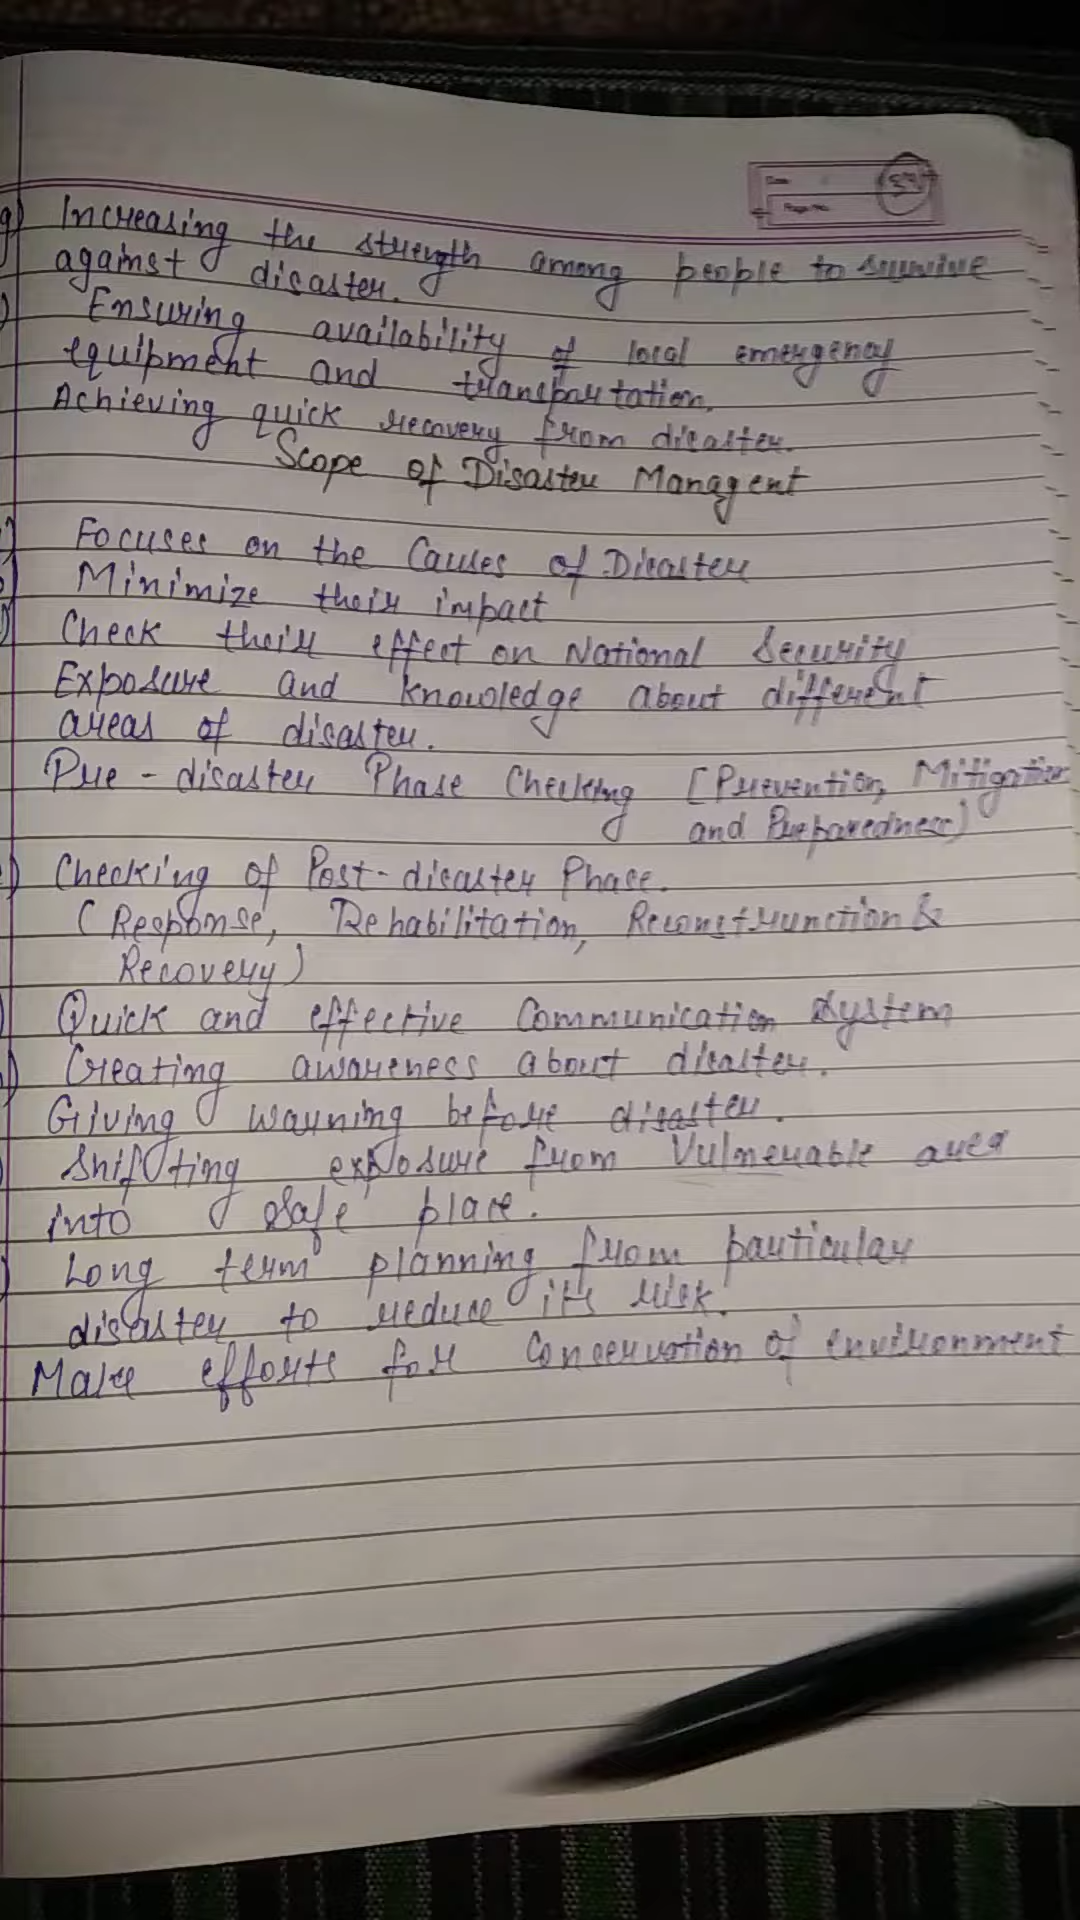 Date
Page No.
g) Increasing the strength among people to survive
against disaster.
Ensuring availability of local emergency
equipment and transportation.
Achieving quick recovery from disaster.
Scope of Disaster Managent
Focuses on the Causes of Disaster
Minimize their impact
Check their effect on National Security
Exposure and knowledge about different
areas of disaster.
Pre-disaster Phase Checking [Prevention, Mitigation
and Preparedness)
Checking of Post-disaster Phase.
(Response, Rehabilitation, Reconstrunction &
Recovery)
Quick and effective Communication System
Creating awareness about disaster.
Giving warning before disaster.
Shifting exposure from Vulnerable area
into safe place.
Long term planning from particular
disaster to reduce its risk.
Make efforts for Conservation of environment